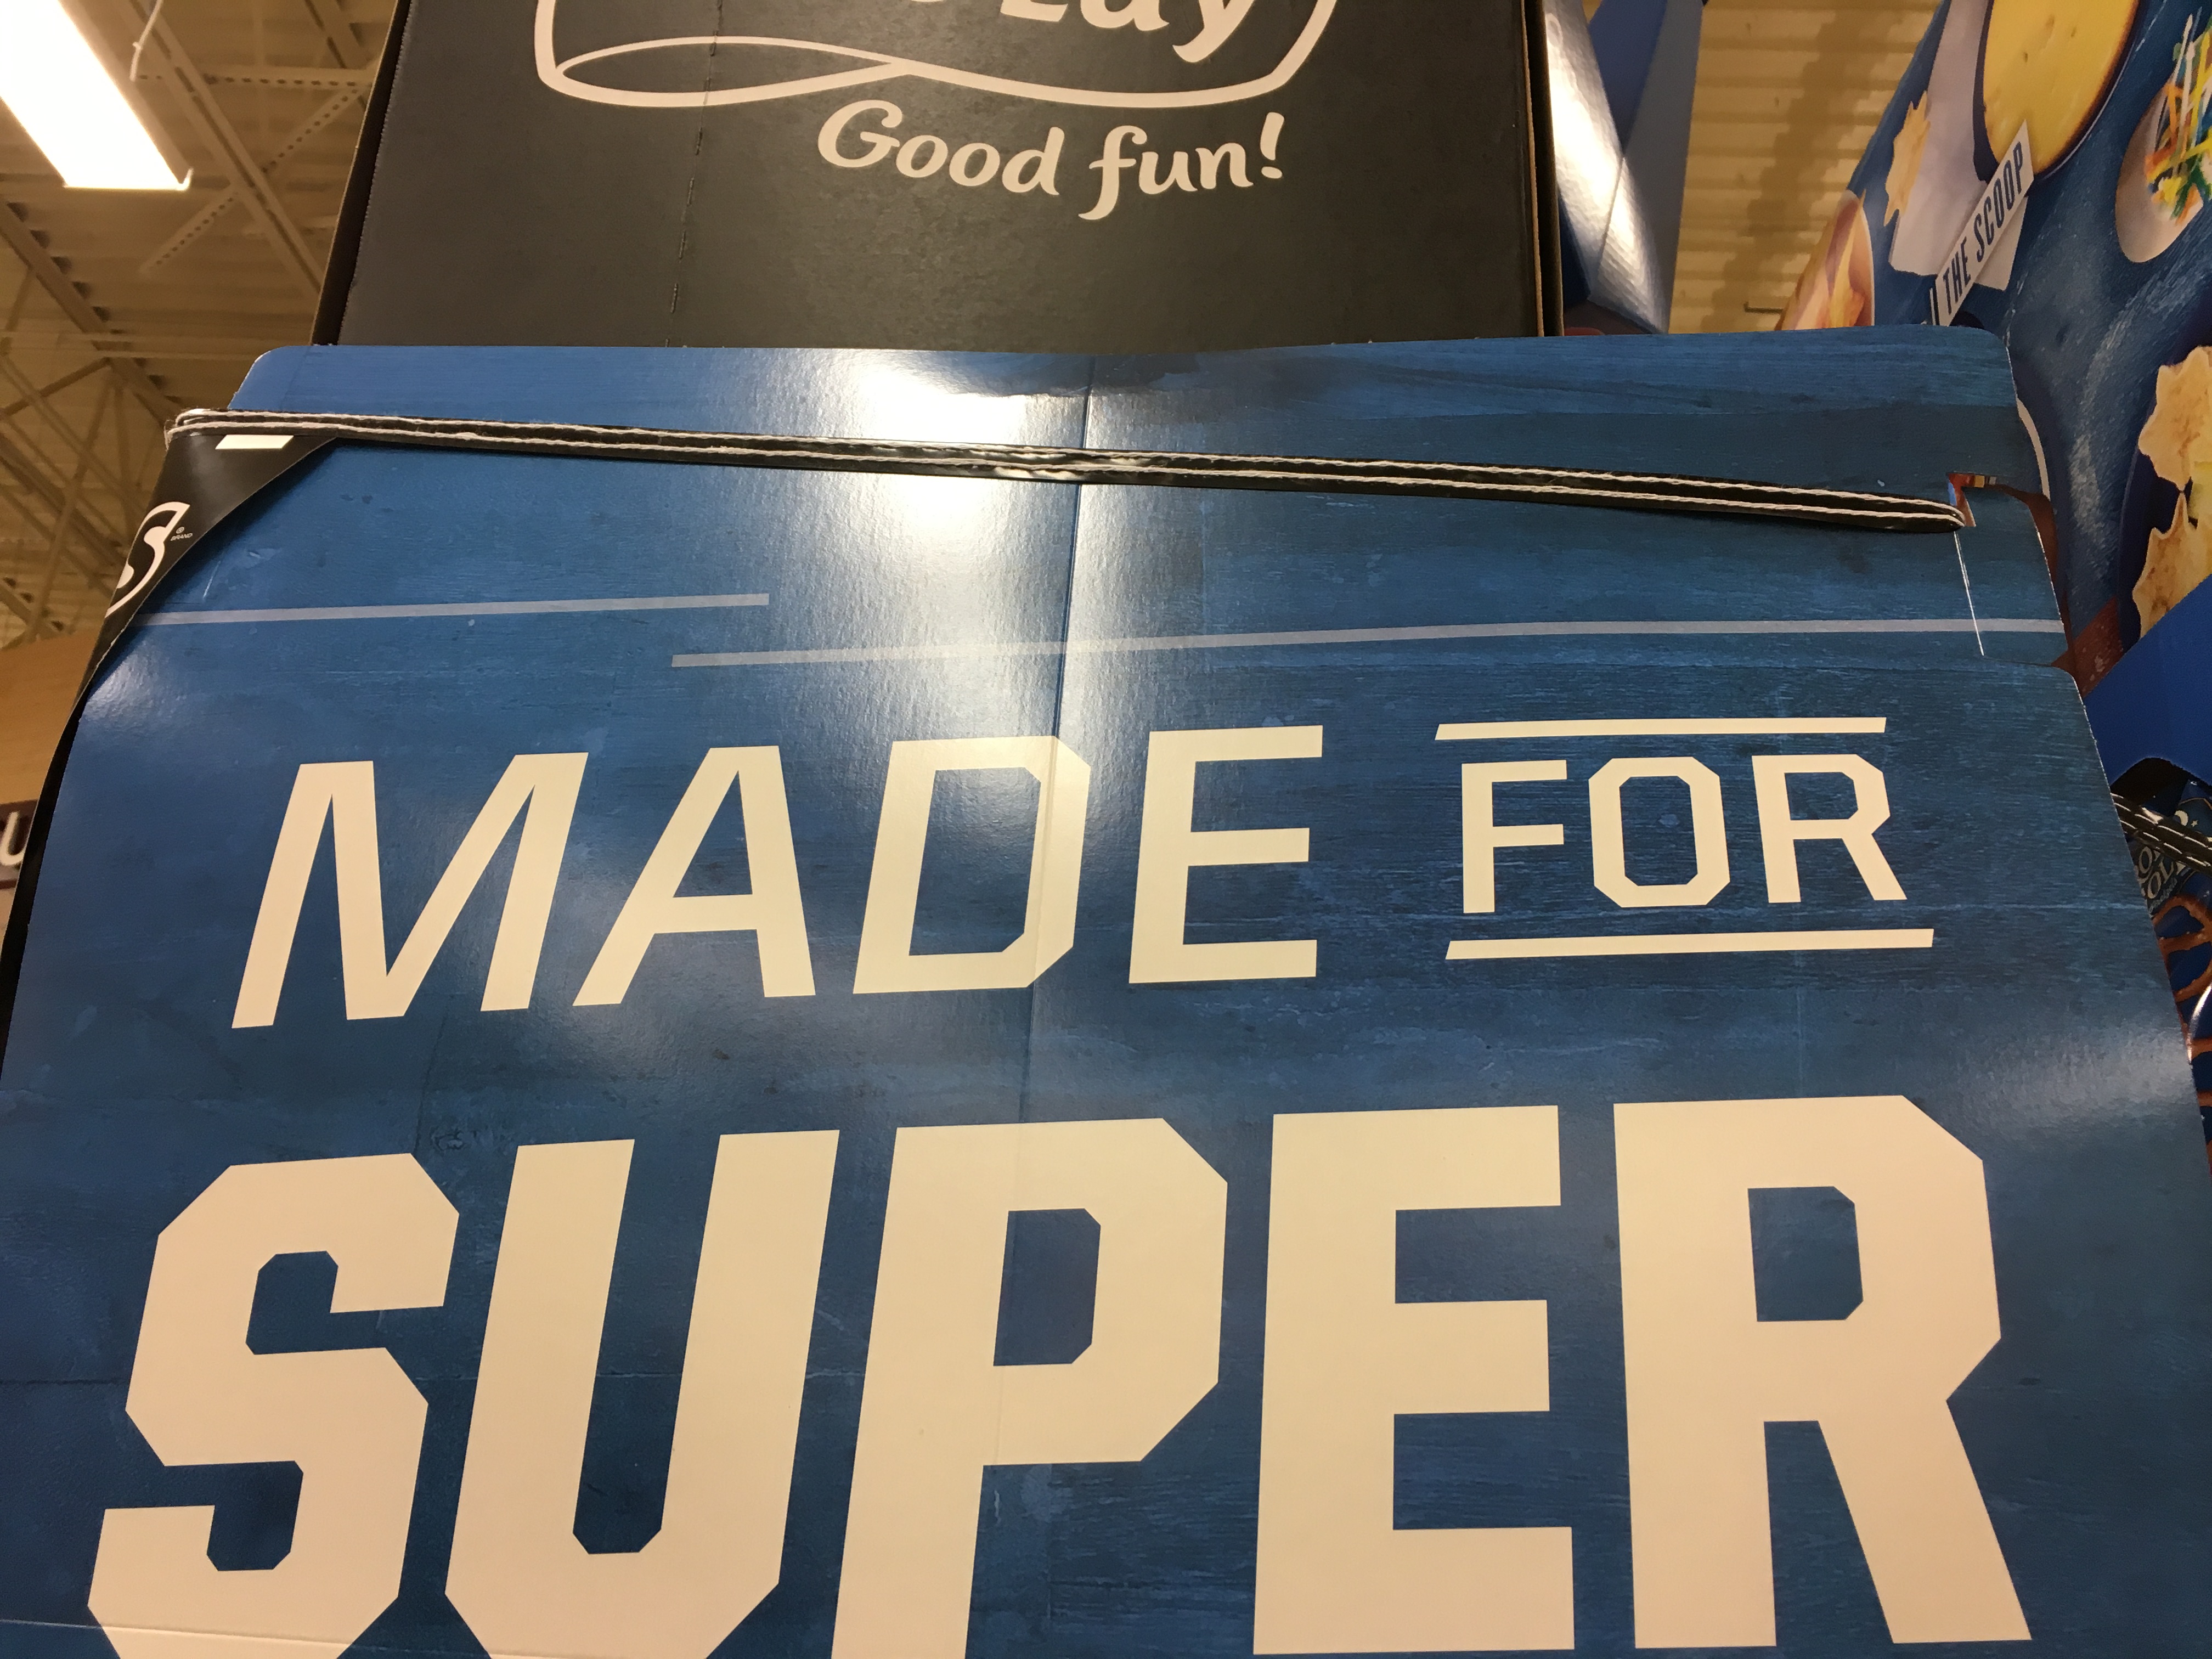 Good fun!
THE SCOOP
MADE FOR
SUPER